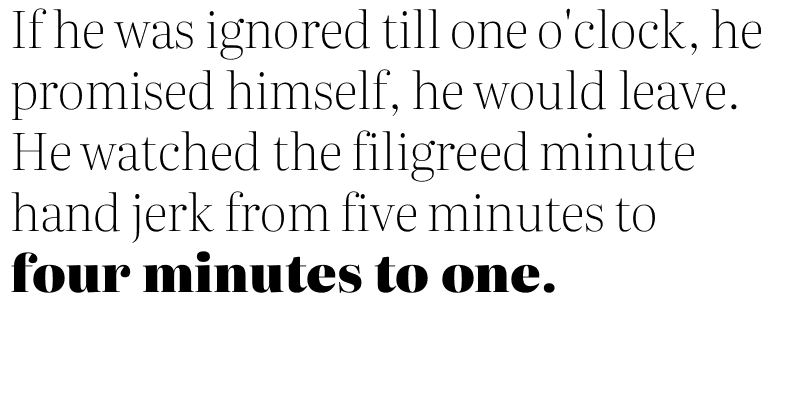 If he was ignored till one o'clock, he
promised himself, he would leave.
He watched the filigreed minute
hand jerk from five minutes to
four minutes to one.